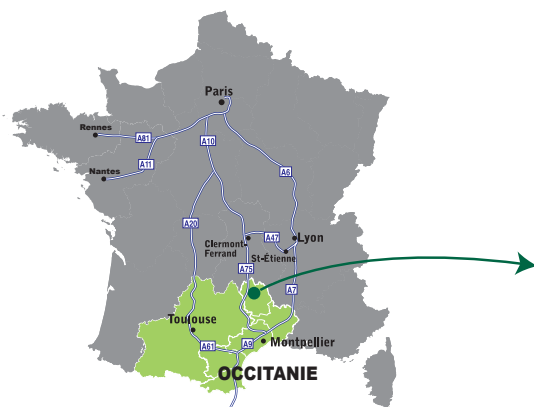 Paris
Rennes
A81
A10
A11
Nantes
A6
A20
Clermont-
Ferrand
A47
Lyon
St-Étienne
A75
A7
Toulouse
A61
A9
Montpellier
OCCITANIE